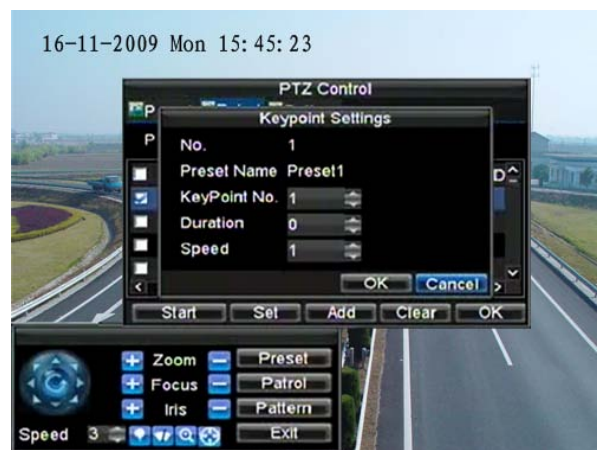 16-11-2009 Mon 15:45:23
PTZ Control
P
Keypoint Settings
P
No. 1
Preset Name Preset1
D
KeyPoint No. 1
Duration 0
Speed 1
OK Cancel
Start Set Add Clear OK
Zoom Preset
Focus Patrol
Iris Pattern
Speed 3 Exit